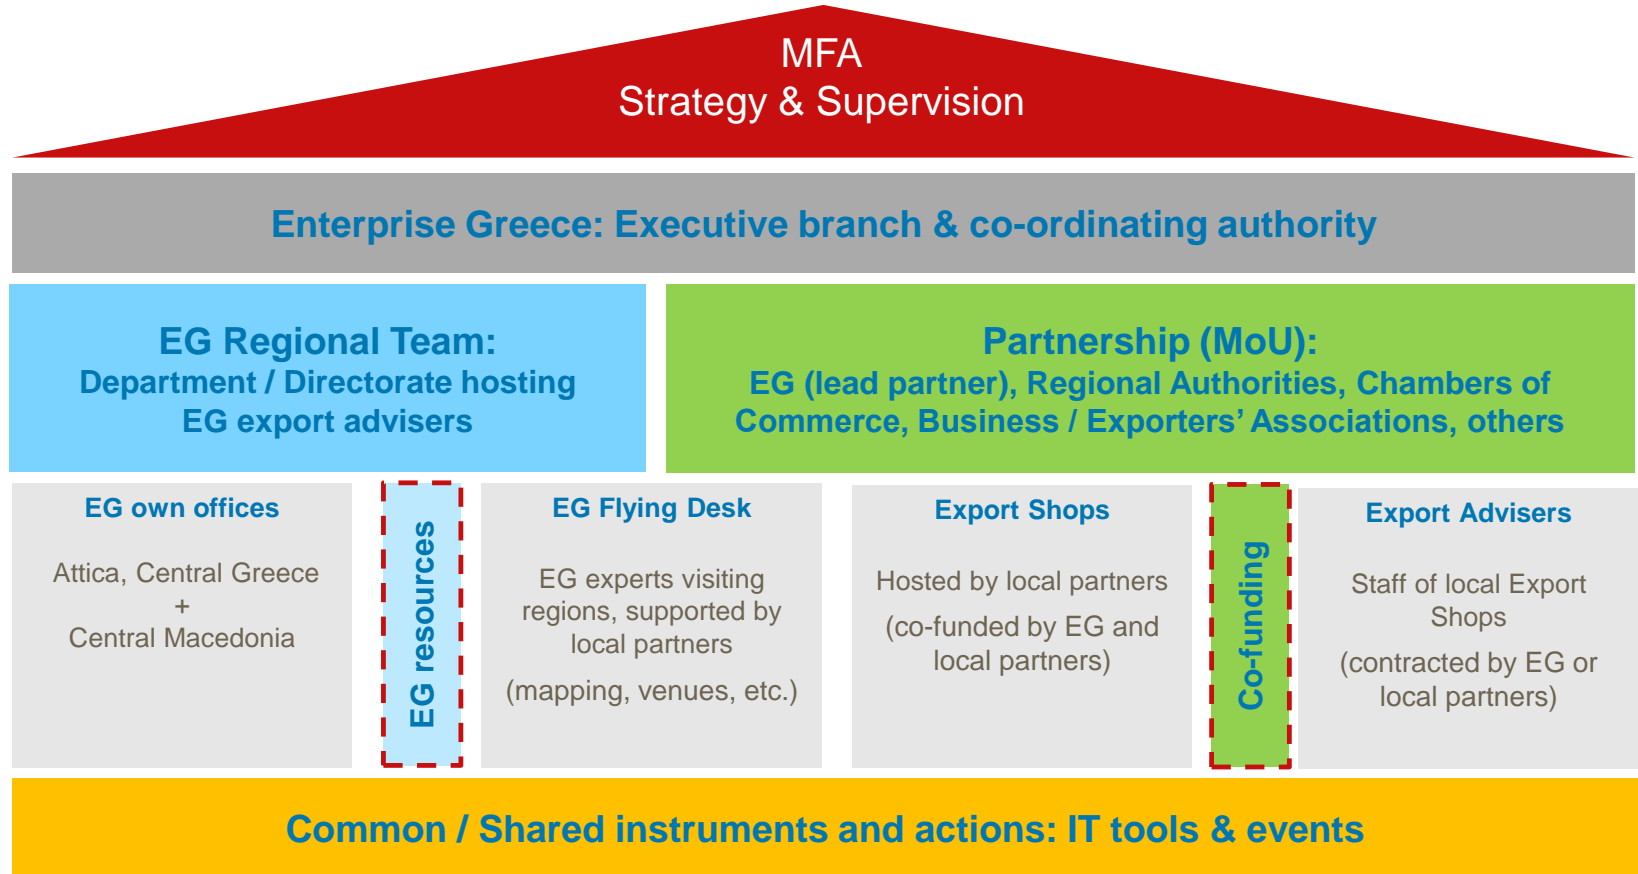 MFA
Strategy & Supervision
Enterprise Greece: Executive branch & co-ordinating authority
EG Regional Team:
Department / Directorate hosting
EG export advisers
Partnership (MoU):
EG (lead partner), Regional Authorities, Chambers of
Commerce, Business / Exporters’ Associations, others
EG own offices
Attica, Central Greece
+
Central Macedonia
EG resources
EG Flying Desk
EG experts visiting
regions, supported by
local partners
(mapping, venues, etc.)
Export Shops
Hosted by local partners
(co-funded by EG and
local partners)
Co-funding
Export Advisers
Staff of local Export
Shops
(contracted by EG or
local partners)
Common / Shared instruments and actions: IT tools & events